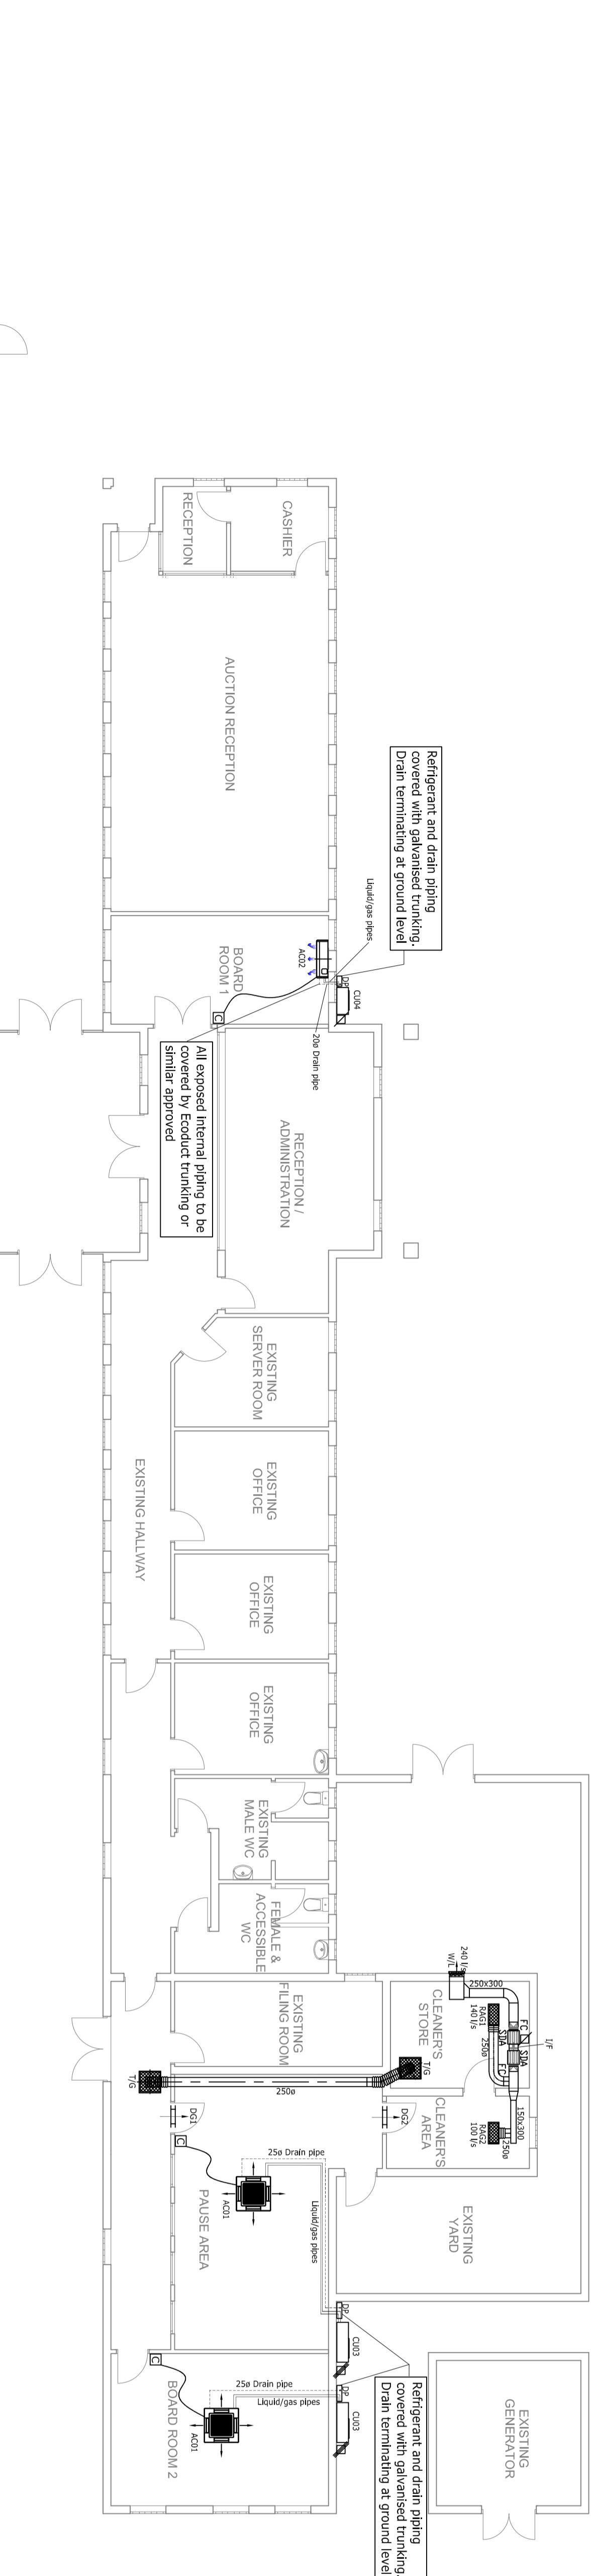 RECEPTION
CASHIER
AUCTION RECEPTION
Refrigerant and drain piping
covered with galvanised trunking.
Drain terminating at ground level
Liquid/gas pipes
BOARD
ROOM 1
AC02
DP
CU04
C
20ø Drain pipe
All exposed internal piping to be
covered by Ecoduct trunking or
similar approved
RECEPTION /
ADMINISTRATION
EXISTING
SERVER ROOM
EXISTING HALLWAY
EXISTING
OFFICE
EXISTING
OFFICE
EXISTING
OFFICE
EXISTING
MALE WC
FEMALE &
ACCESSIBLE
WC
EXISTING
FILING ROOM
CLEANER'S
STORE
240 l/s
W/L
250x300
RAG1
140 l/s
FC
SDA
I/F
SDA
FC
250ø
150x300
RAG2
100 l/s
250ø
CLEANER'S
AREA
T/G
T/G
250ø
DG1
DG2
C
25ø Drain pipe
AC01
Liquid/gas pipes
PAUSE AREA
EXISTING
YARD
DP
CU03
DP
CU03
C
25ø Drain pipe
Liquid/gas pipes
AC01
BOARD ROOM 2
Refrigerant and drain piping
covered with galvanised trunking.
Drain terminating at ground level
EXISTING
GENERATOR